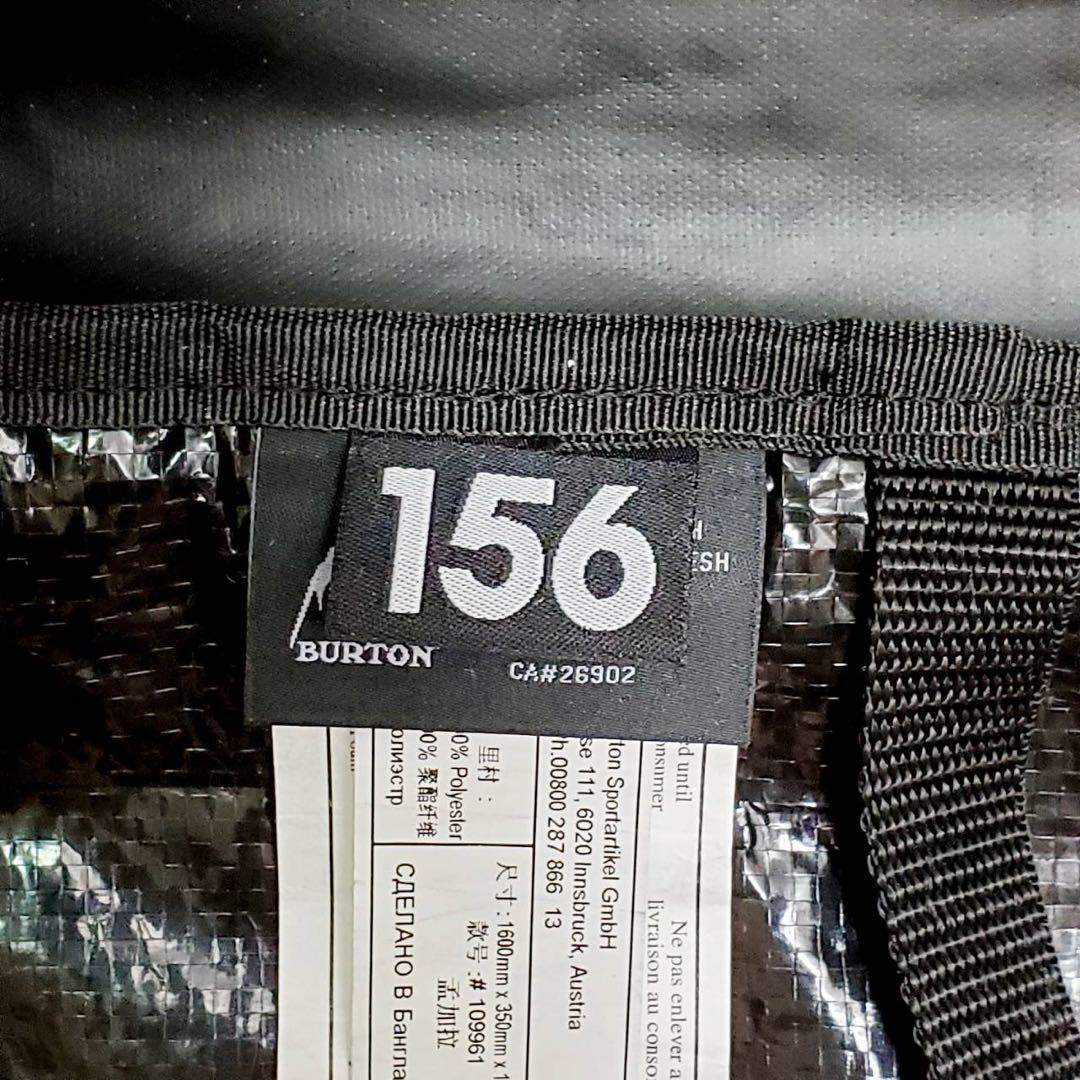 156
BURTON
CA#26902
ESH
里村：
0% Polyester
0% 聚酯纤维
олиэстр
尺寸：1600mm x 350mm x 1
款号：# 109961
孟加拉
СДЕЛАНО В Бангла
ton Sportartikel GmbH
se 111, 6020 Innsbruck, Austria
h.00800 287 866 13
d until
onsumer
Ne pas enlever a
livraison au conso